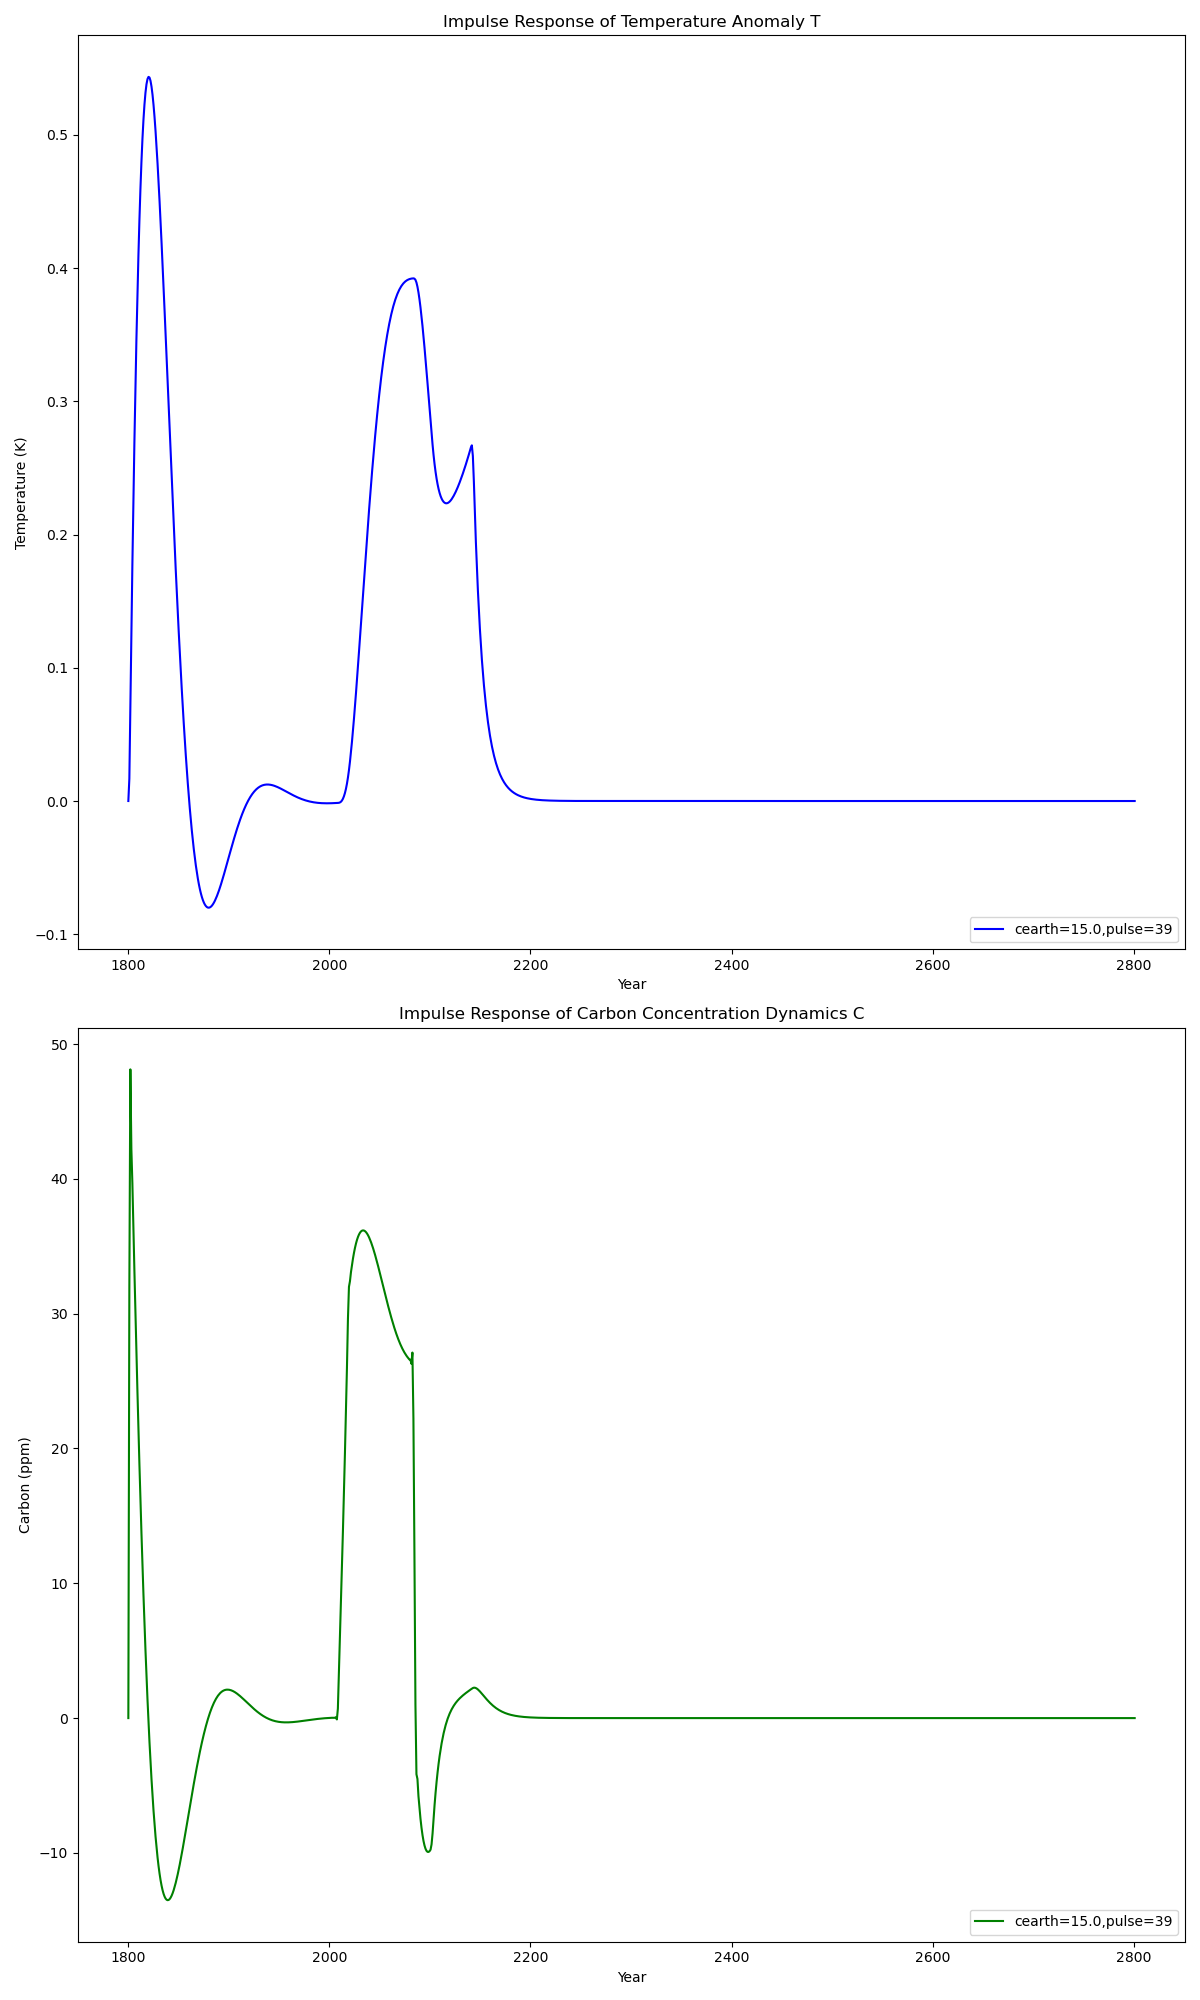 Impulse Response of Temperature Anomaly T
0.5
0.4
0.3
0.2
0.1
0.0
−0.1
Temperature (K)
cearth=15.0,pulse=39
1800 2000 2200 2400 2600 2800
Year
Impulse Response of Carbon Concentration Dynamics C
50
40
30
20
10
0
−10
Carbon (ppm)
cearth=15.0,pulse=39
1800 2000 2200 2400 2600 2800
Year